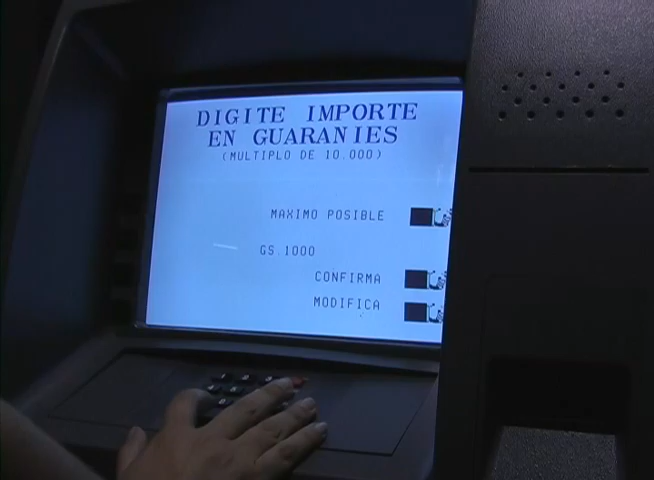 DIGITE IMPORTE
EN GUARANIES
(MULTIPLO DE 10.000)
MAXIMO POSIBLE
GS.1000
CONFIRMA
MODIFICA